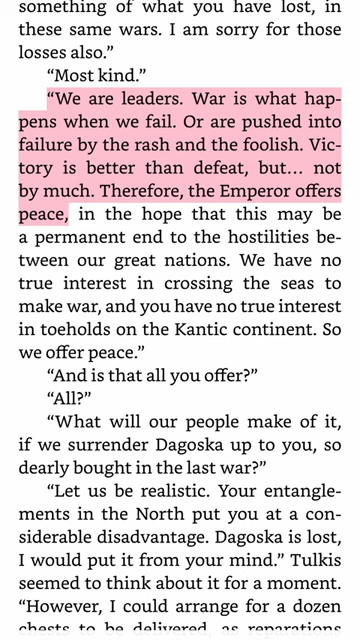 something of what you have lost, in
these same wars. I am sorry for those
losses also.”
“Most kind.”
“We are leaders. War is what hap-
pens when we fail. Or are pushed into
failure by the rash and the foolish. Vic-
tory is better than defeat, but… not
by much. Therefore, the Emperor offers
peace, in the hope that this may be
a permanent end to the hostilities be-
tween our great nations. We have no
true interest in crossing the seas to
make war, and you have no true interest
in toeholds on the Kantic continent. So
we offer peace.”
“And is that all you offer?”
“All?”
“What will our people make of it,
if we surrender Dagoska up to you, so
dearly bought in the last war?”
“Let us be realistic. Your entangle-
ments in the North put you at a con-
siderable disadvantage. Dagoska is lost,
I would put it from your mind.” Tulkis
seemed to think about it for a moment.
“However, I could arrange for a dozen
chests to be delivered, as reparations